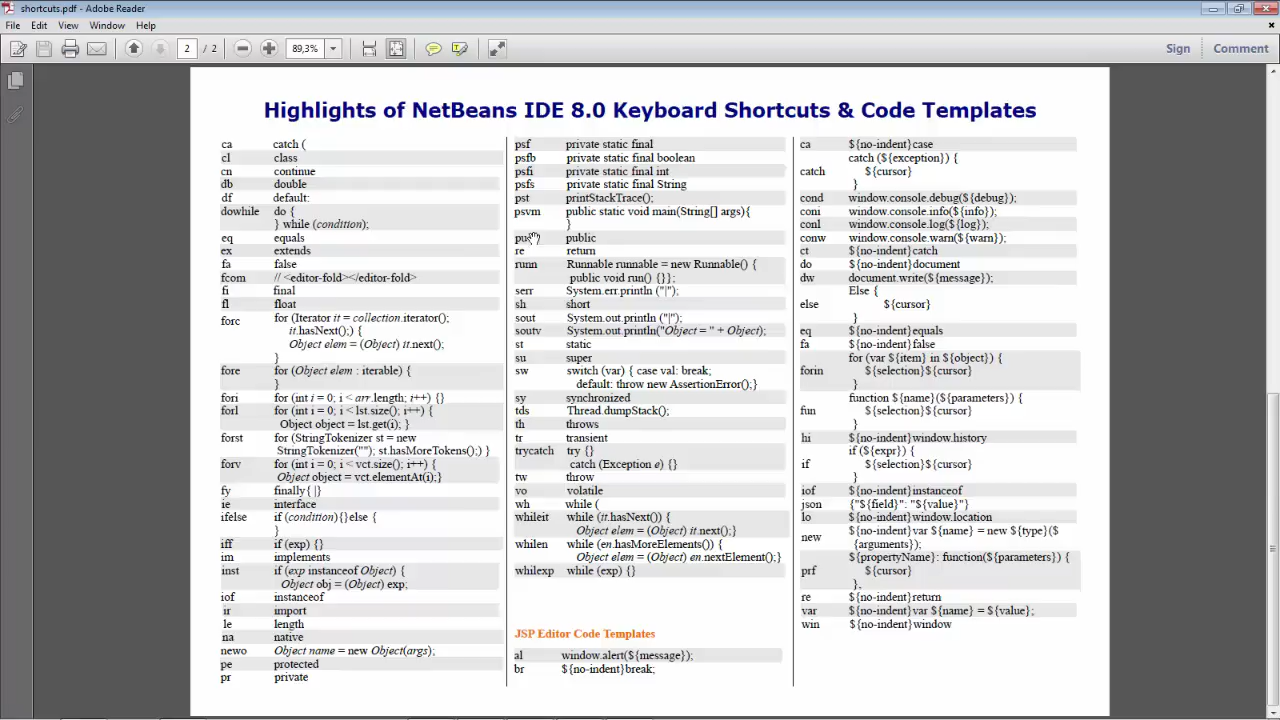 shortcuts.pdf - Adobe Reader
File Edit View Window Help
2 / 2 89,3% Sign Comment
Highlights of NetBeans IDE 8.0 Keyboard Shortcuts & Code Templates
ca catch (
cl class
cn continue
db double
df default:
dowhile do {
} while (condition);
eq equals
ex extends
fa false
fcom // <editor-fold></editor-fold>
fi final
fl float
forc for (Iterator it = collection.iterator();
it.hasNext();) {
Object elem = (Object) it.next();
}
fore for (Object elem : iterable) {
}
fori for (int i = 0; i < arr.length; i++) {}
forl for (int i = 0; i < lst.size(); i++) {
Object object = lst.get(i); }
forst for (StringTokenizer st = new
StringTokenizer(""); st.hasMoreTokens();) }
forv for (int i = 0; i < vct.size(); i++) {
Object object = vct.elementAt(i);}
fy finally{ |}
ie interface
ifelse if (condition){}else {
}
iff if (exp) {}
im implements
inst if (exp instanceof Object) {
Object obj = (Object) exp;
iof instanceof
ir import
le length
na native
newo Object name = new Object(args);
pe protected
pr private
psf private static final
psfb private static final boolean
psfi private static final int
psfs private static final String
pst printStackTrace();
psvm public static void main(String[] args){
}
public
re return
runn Runnable runnable = new Runnable() {
public void run() {}};
serr System.err.println ("|");
sh short
sout System.out.println ("|");
soutv System.out.println("Object = " + Object);
st static
su super
sw switch (var) { case val: break;
default: throw new AssertionError();}
sy synchronized
tds Thread.dumpStack();
th throws
tr transient
trycatch try {}
catch (Exception e) {}
tw throw
vo volatile
wh while (
whileit while (it.hasNext()) {
Object elem = (Object) it.next();}
whilen while (en.hasMoreElements()) {
Object elem = (Object) en.nextElement();}
whilexp while (exp) {}
JSP Editor Code Templates
al window.alert(${message});
br ${no-indent}break;
ca ${no-indent}case
catch (${exception}) {
catch ${cursor}
}
cond window.console.debug(${debug});
coni window.console.info(${info});
conl window.console.log(${log});
conw window.console.warn(${warn});
ct ${no-indent}catch
do ${no-indent}document
dw document.write(${message});
Else {
else ${cursor}
}
eq ${no-indent}equals
fa ${no-indent}false
for (var ${item} in ${object}) {
forin ${selection}${cursor}
}
function ${name}(${parameters}) {
fun ${selection}${cursor}
}
hi ${no-indent}window.history
if (${expr}) {
if ${selection}${cursor}
}
iof ${no-indent}instanceof
json {"${field}": "${value}"}
lo ${no-indent}window.location
new ${no-indent}var ${name} = new ${type}(${
arguments});
${propertyName}: function(${parameters}) {
prf ${cursor}
},
re ${no-indent}return
var ${no-indent}var ${name} = ${value};
win ${no-indent}window